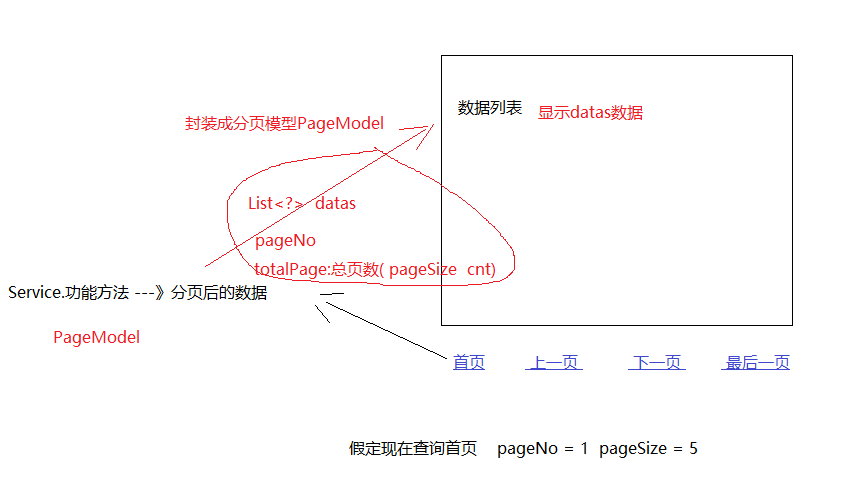 数据列表 显示datas数据
封装成分页模型PageModel
List<?> datas
pageNo
totalPage:总页数( pageSize cnt)
Service.功能方法 ---》分页后的数据
PageModel
首页 上一页 下一页 最后一页
假定现在查询首页 pageNo = 1 pageSize = 5